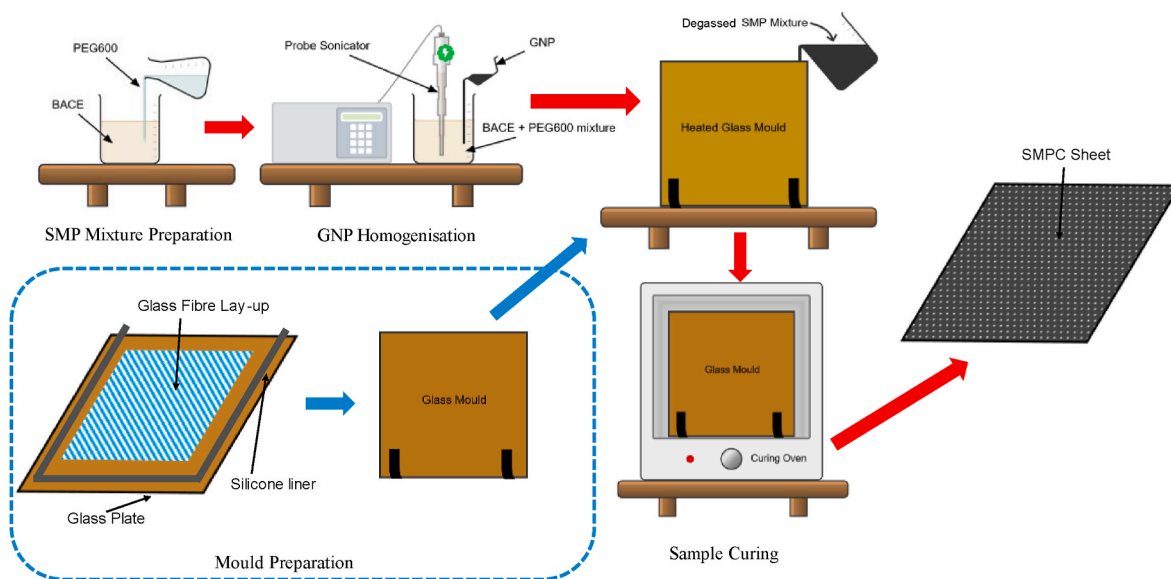 PEG600
BACE
SMP Mixture Preparation
Probe Sonicator
GNP
BACE + PEG600 mixture
GNP Homogenisation
Degassed SMP Mixture
Heated Glass Mould
Glass Fibre Lay-up
Silicone liner
Glass Plate
Glass Mould
Mould Preparation
Glass Mould
Curing Oven
Sample Curing
SMPC Sheet